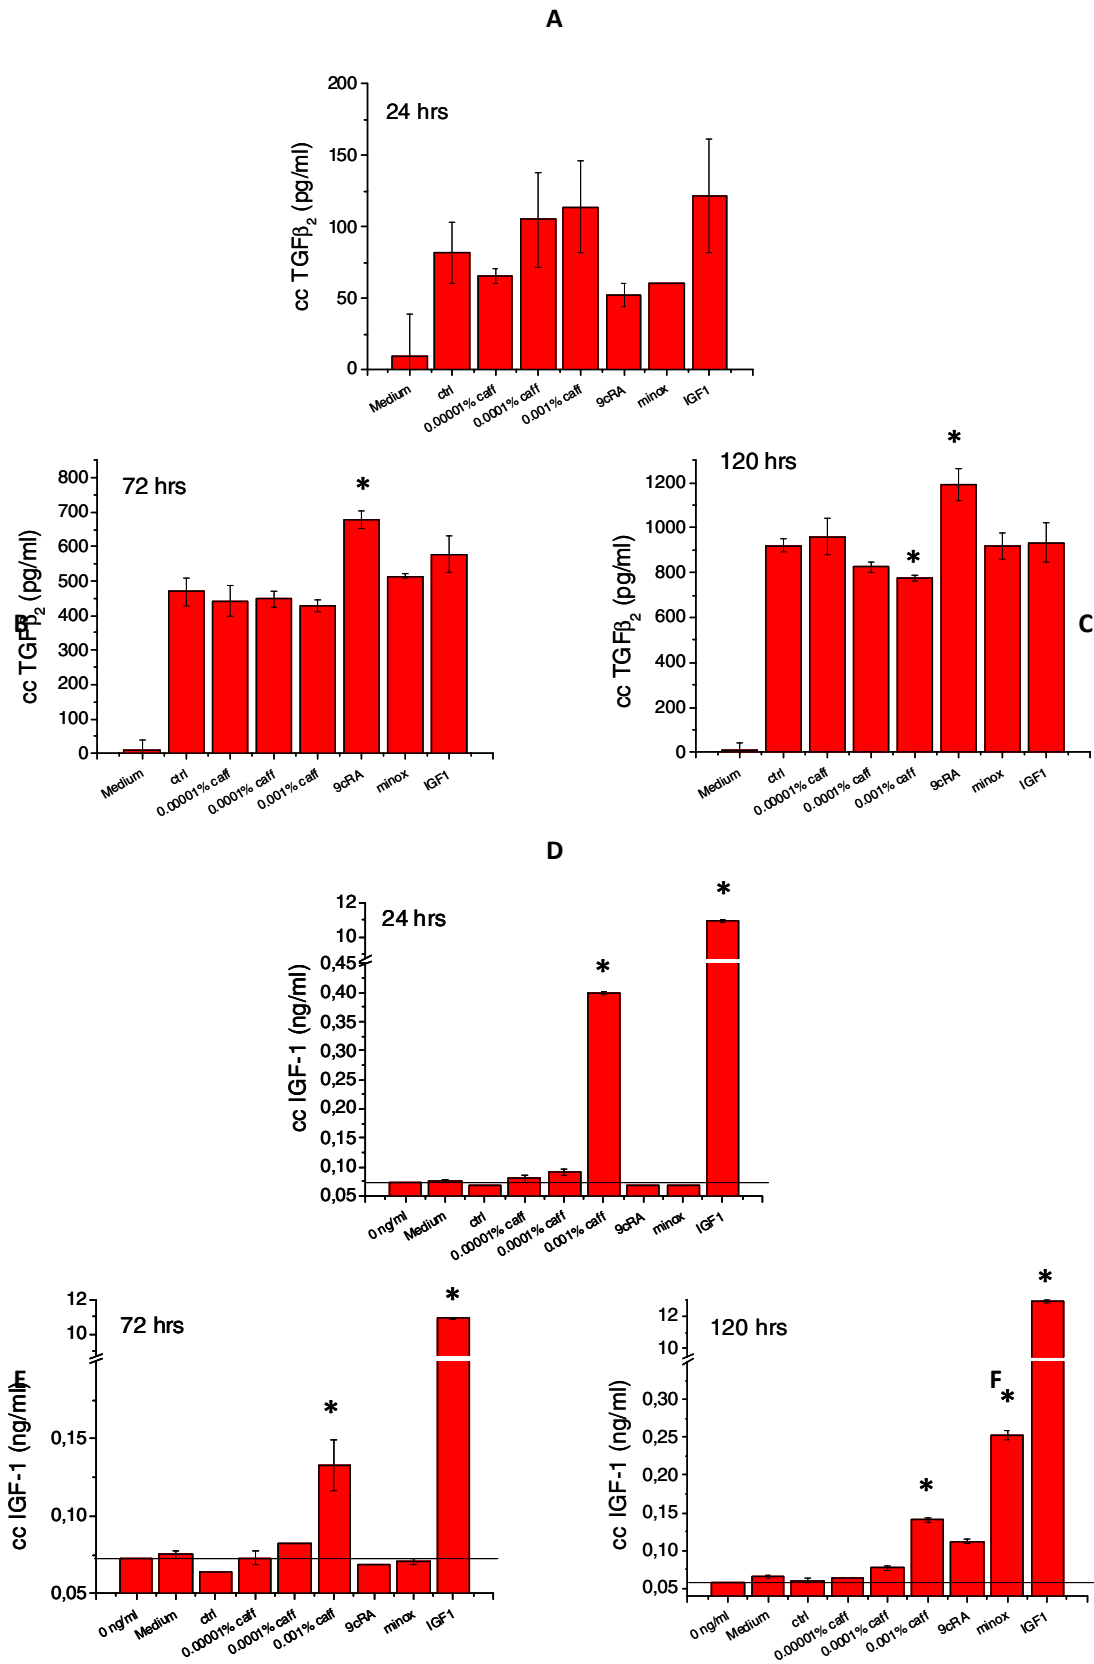 A
24 hrs
cc TGFβ2 (pg/ml)
200
150
100
50
0
Medium
ctrl
0.00001% caff
0.0001% caff
0.001% caff
9cRA
minox
IGF1
B
72 hrs
*
cc TGFβ2 (pg/ml)
800
700
600
500
400
300
200
100
0
Medium
ctrl
0.00001% caff
0.0001% caff
0.001% caff
9cRA
minox
IGF1
C
120 hrs
*
*
cc TGFβ2 (pg/ml)
1200
1000
800
600
400
200
0
Medium
ctrl
0.00001% caff
0.0001% caff
0.001% caff
9cRA
minox
IGF1
D
24 hrs
*
*
cc IGF-1 (ng/ml)
12
10
0,45
0,40
0,35
0,30
0,25
0,20
0,15
0,10
0,05
0 ng/ml
Medium
ctrl
0.00001% caff
0.0001% caff
0.001% caff
9cRA
minox
IGF1
72 hrs
*
*
cc IGF-1 (ng/ml)
12
10
0,15
0,10
0,05
0 ng/ml
Medium
ctrl
0.00001% caff
0.0001% caff
0.001% caff
9cRA
minox
IGF1
F
120 hrs
*
*
*
cc IGF-1 (ng/ml)
12
10
0,30
0,25
0,20
0,15
0,10
0,05
0 ng/ml
Medium
ctrl
0.00001% caff
0.0001% caff
0.001% caff
9cRA
minox
IGF1